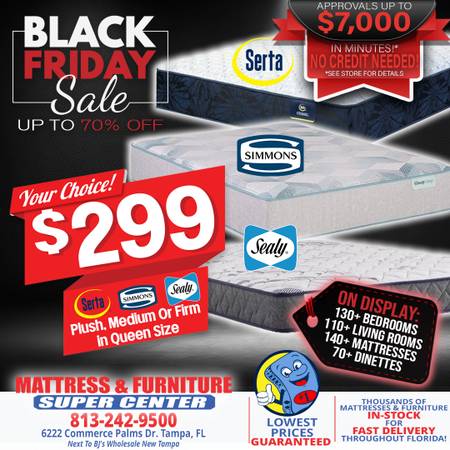 BLACK
FRIDAY
Sale
UP TO 70% OFF
APPROVALS UP TO
$7,000
IN MINUTES!*
NO CREDIT NEEDED!
*SEE STORE FOR DETAILS
Serta
SIMMONS
Sealy
Your Choice!
$299
Serta SIMMONS Sealy
Plush, Medium Or Firm
In Queen Size
ON DISPLAY:
130+ BEDROOMS
110+ LIVING ROOMS
140+ MATTRESSES
70+ DINETTES
MATTRESS & FURNITURE
SUPER CENTER
813-242-9500
6222 Commerce Palms Dr. Tampa, FL
Next To BJ's Wholesale New Tampa
LOWEST
PRICES
GUARANTEED
THOUSANDS OF
MATTRESSES & FURNITURE
IN-STOCK
FOR
FAST DELIVERY
THROUGHOUT FLORIDA!